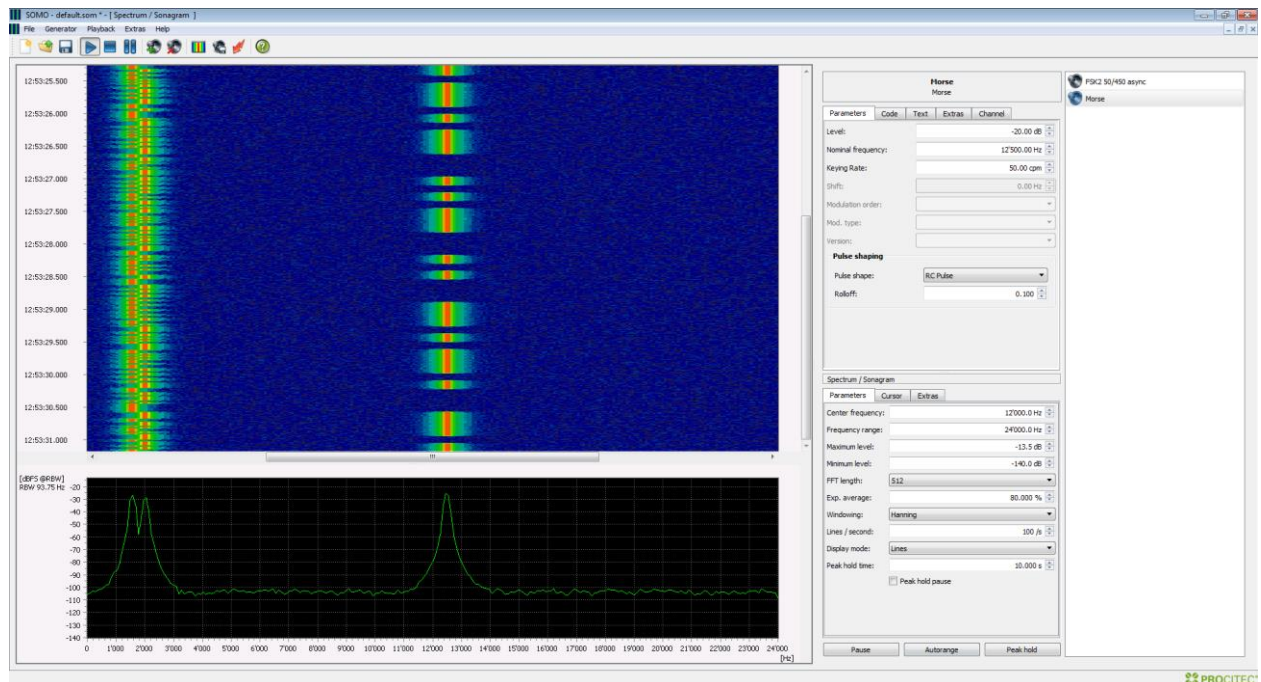 SOMO - default.som * - [ Spectrum / Sonagram ]
File Generator Playback Extras Help
12:53:25.500
12:53:26.000
12:53:26.500
12:53:27.000
12:53:27.500
12:53:28.000
12:53:28.500
12:53:29.000
12:53:29.500
12:53:30.000
12:53:30.500
12:53:31.000
[dBFS @RBW]
RBW 93.75 Hz
-20
-30
-40
-50
-60
-70
-80
-90
-100
-110
-120
-130
-140
0 1'000 2'000 3'000 4'000 5'000 6'000 7'000 8'000 9'000 10'000 11'000 12'000 13'000 14'000 15'000 16'000 17'000 18'000 19'000 20'000 21'000 22'000 23'000 24'000
[Hz]
Morse
Morse
Parameters Code Text Extras Channel
Level: -20.00 dB
Nominal frequency: 12'500.00 Hz
Keying Rate: 50.00 cpm
Shift: 0.00 Hz
Modulation order:
Mod. type:
Version:
Pulse shaping
Pulse shape: RC Pulse
Rolloff: 0.100
Spectrum / Sonagram
Parameters Cursor Extras
Center frequency: 12'000.0 Hz
Frequency range: 24'000.0 Hz
Maximum level: -13.5 dB
Minimum level: -140.0 dB
FFT length: 512
Exp. average: 80.000 %
Windowing: Hanning
Lines / second: 100 /s
Display mode: Lines
Peak hold time: 10.000 s
Peak hold pause
Pause Autorange Peak hold
FSK2 50/450 async
Morse
PROCITEC